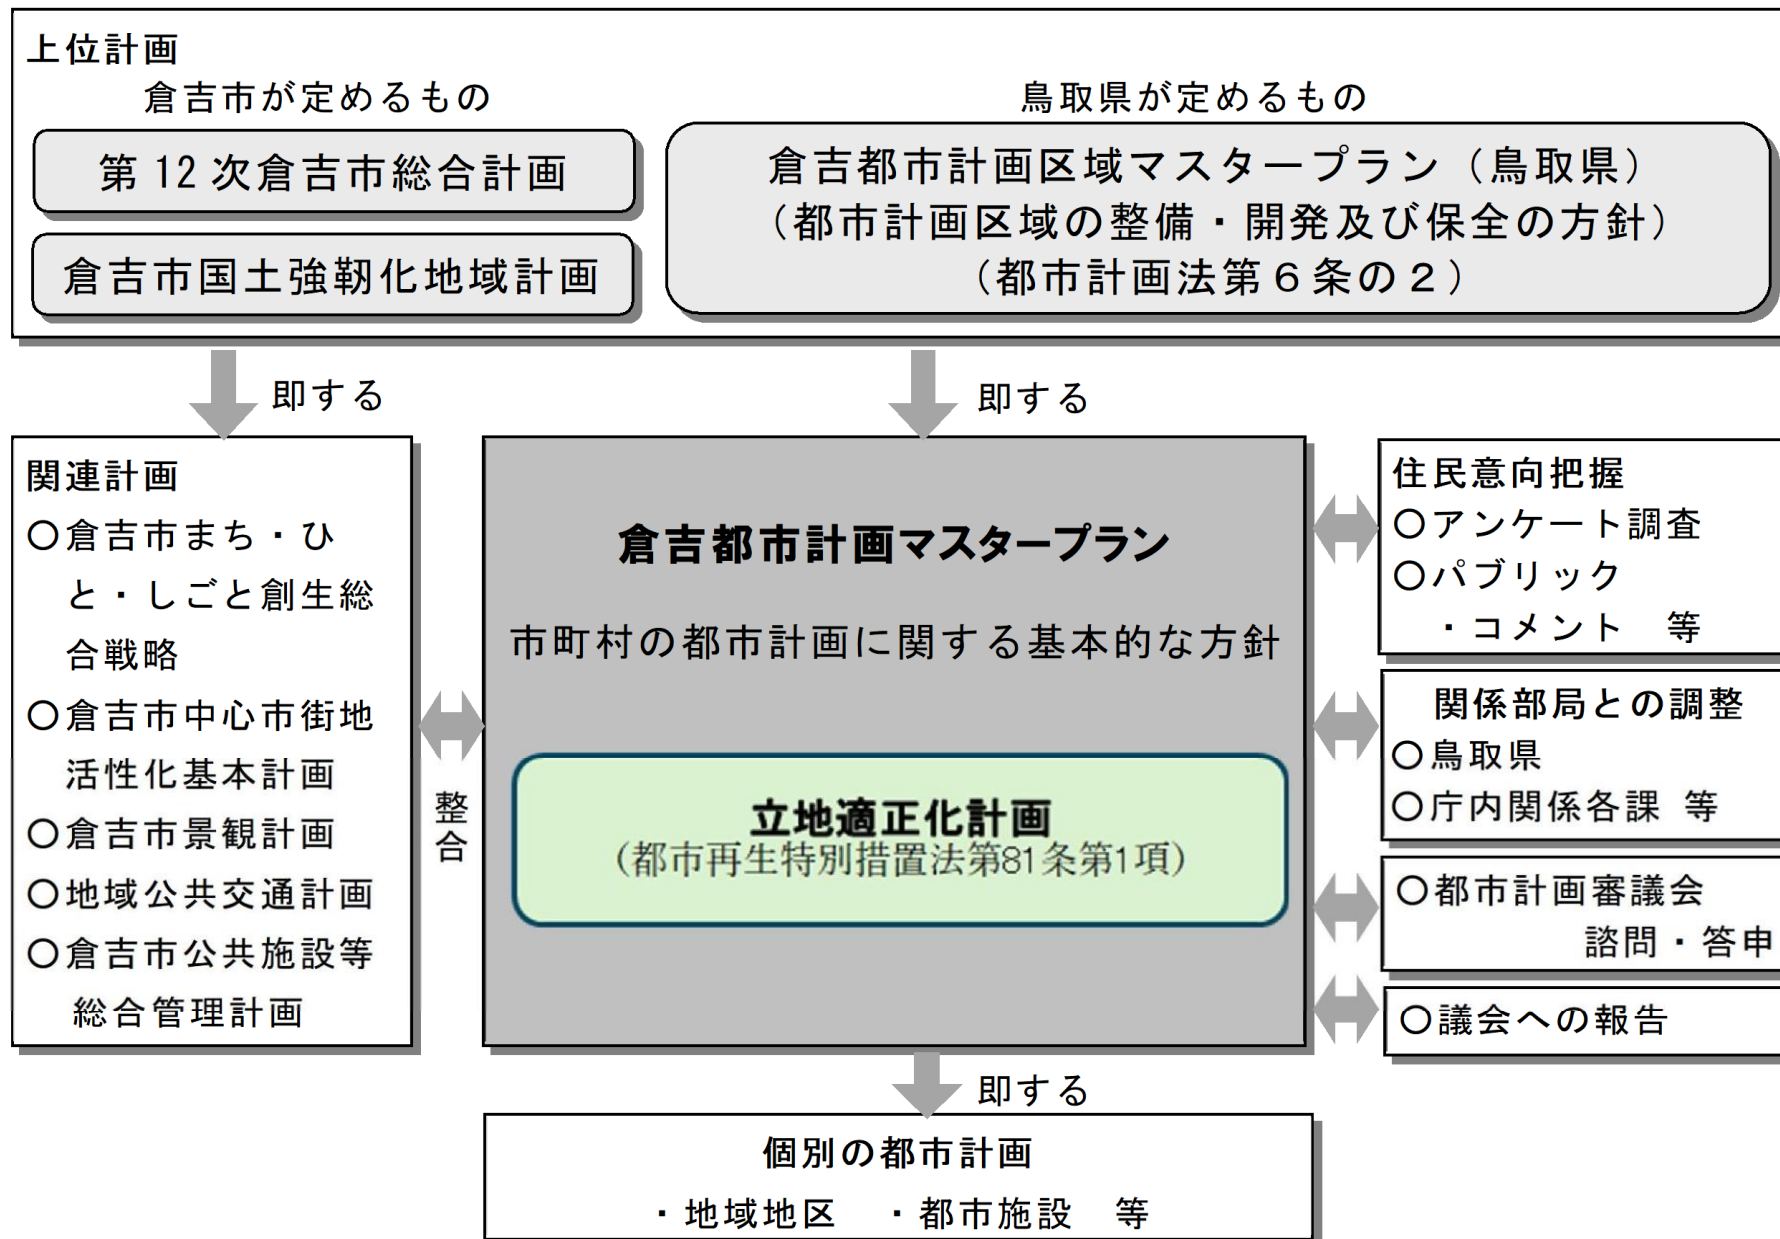 上位計画
倉吉市が定めるもの
第12次倉吉市総合計画
倉吉市国土強靭化地域計画
鳥取県が定めるもの
倉吉都市計画区域マスタープラン（鳥取県）
（都市計画区域の整備・開発及び保全の方針）
（都市計画法第６条の２）
即する
即する
関連計画
○倉吉市まち・ひ
と・しごと創生総
合戦略
○倉吉市中心市街地
活性化基本計画
○倉吉市景観計画
○地域公共交通計画
○倉吉市公共施設等
総合管理計画
整合
倉吉都市計画マスタープラン
市町村の都市計画に関する基本的な方針
立地適正化計画
（都市再生特別措置法第81条第1項）
住民意向把握
○アンケート調査
○パブリック
・コメント　等
関係部局との調整
○鳥取県
○庁内関係各課 等
○都市計画審議会
諮問・答申
○議会への報告
即する
個別の都市計画
・地域地区　・都市施設　等